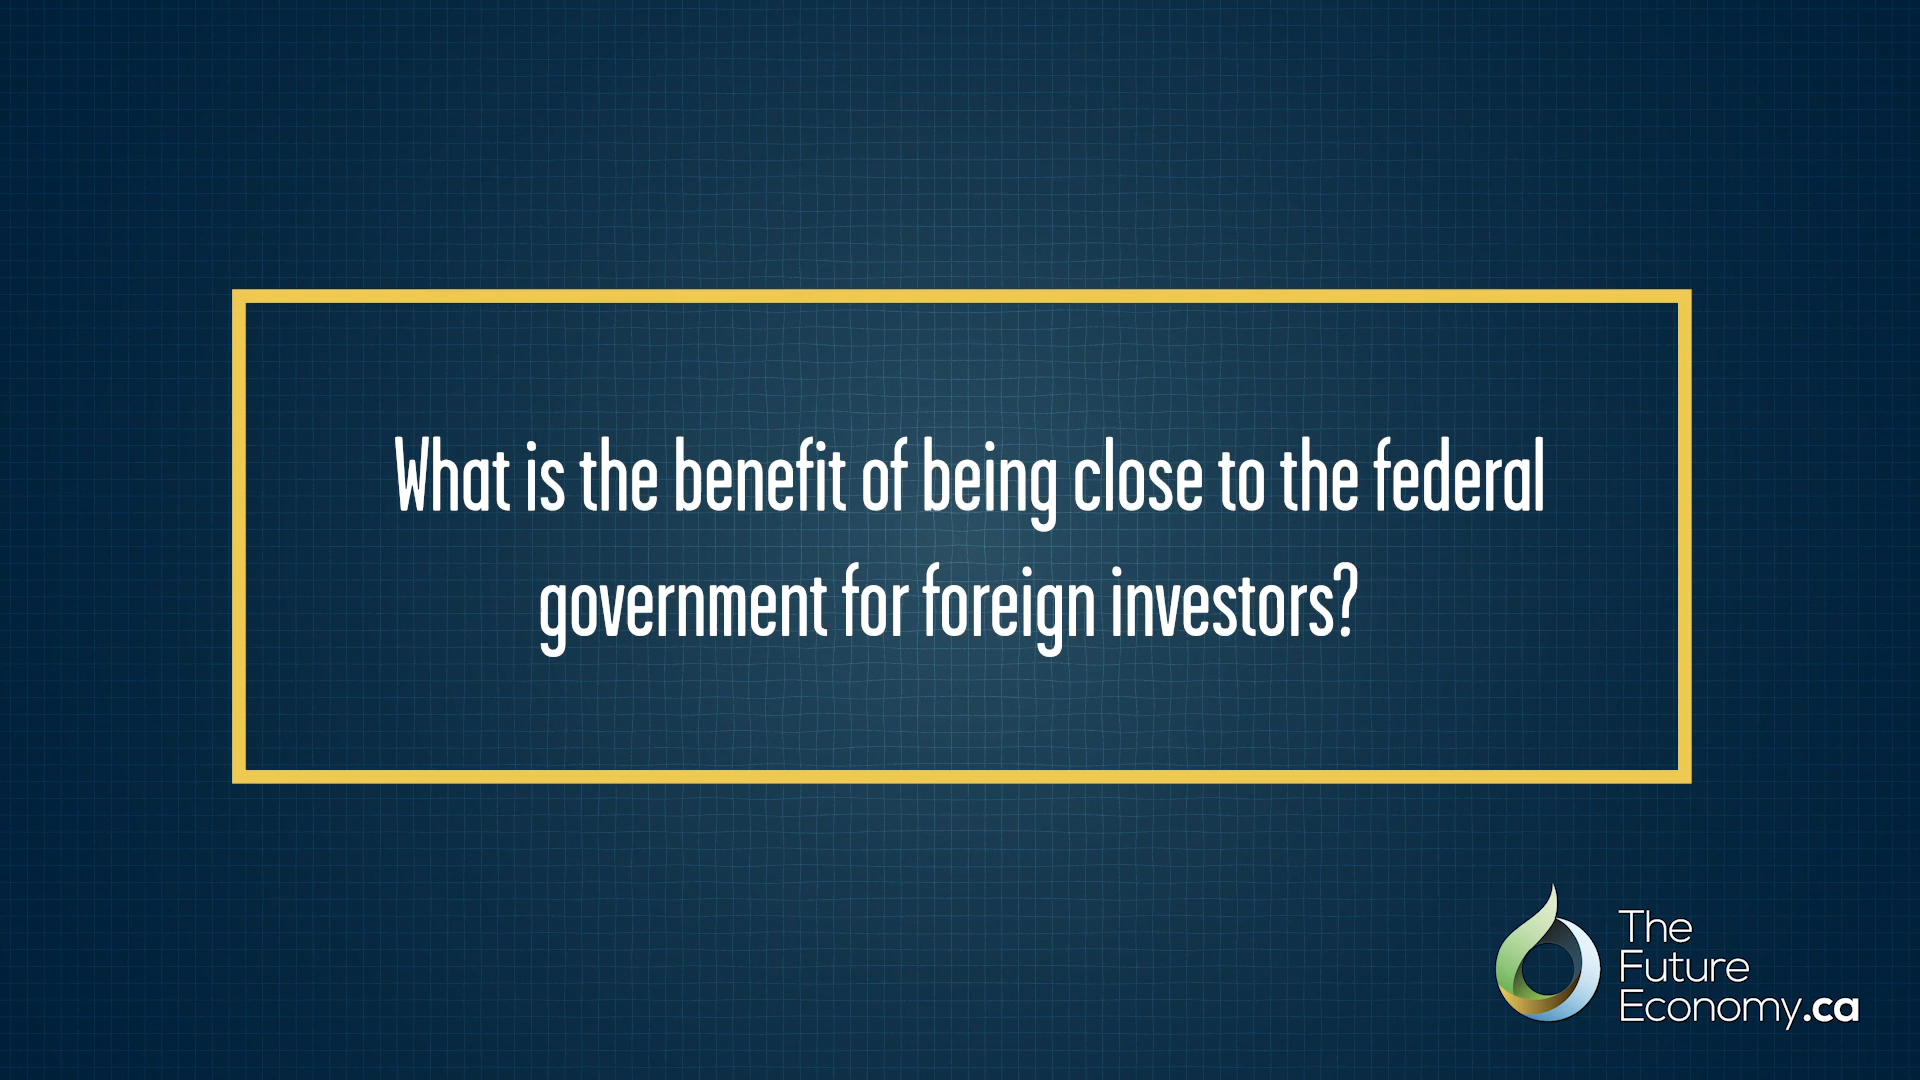 What is the benefit of being close to the federal
government for foreign investors?
The
Future
Economy.ca